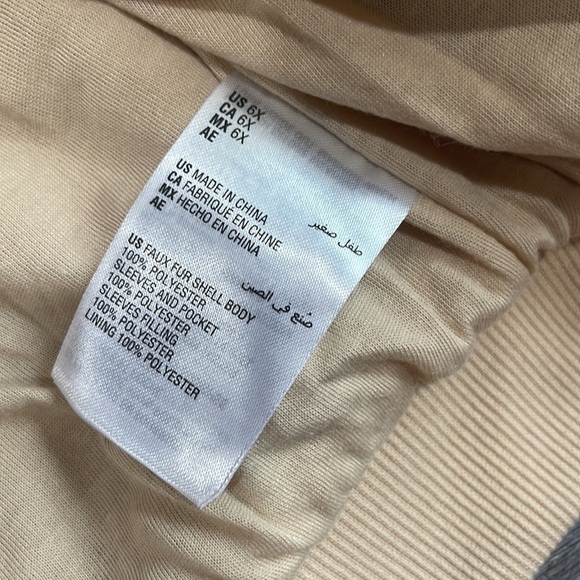 US 6X
CA 6X
MX 6X
AE
طفل صغير
US MADE IN CHINA
CA FABRIQUÉ EN CHINE
MX HECHO EN CHINA
AE
صُنع في الصين
US FAUX FUR SHELL BODY
100% POLYESTER
SLEEVES AND POCKET
100% POLYESTER
SLEEVES FILLING
100% POLYESTER
LINING 100% POLYESTER